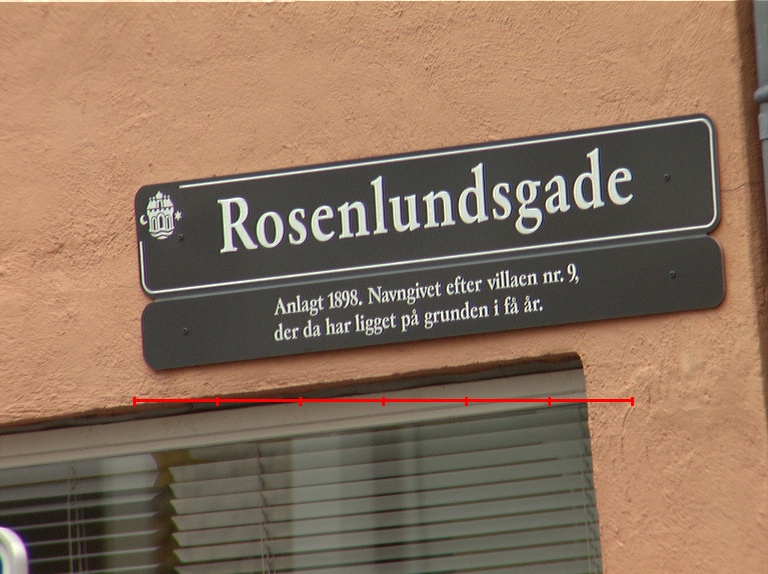 Rosenlundsgade
Anlagt 1898. Navngivet efter villaen nr. 9,
der da har ligget på grunden i få år.